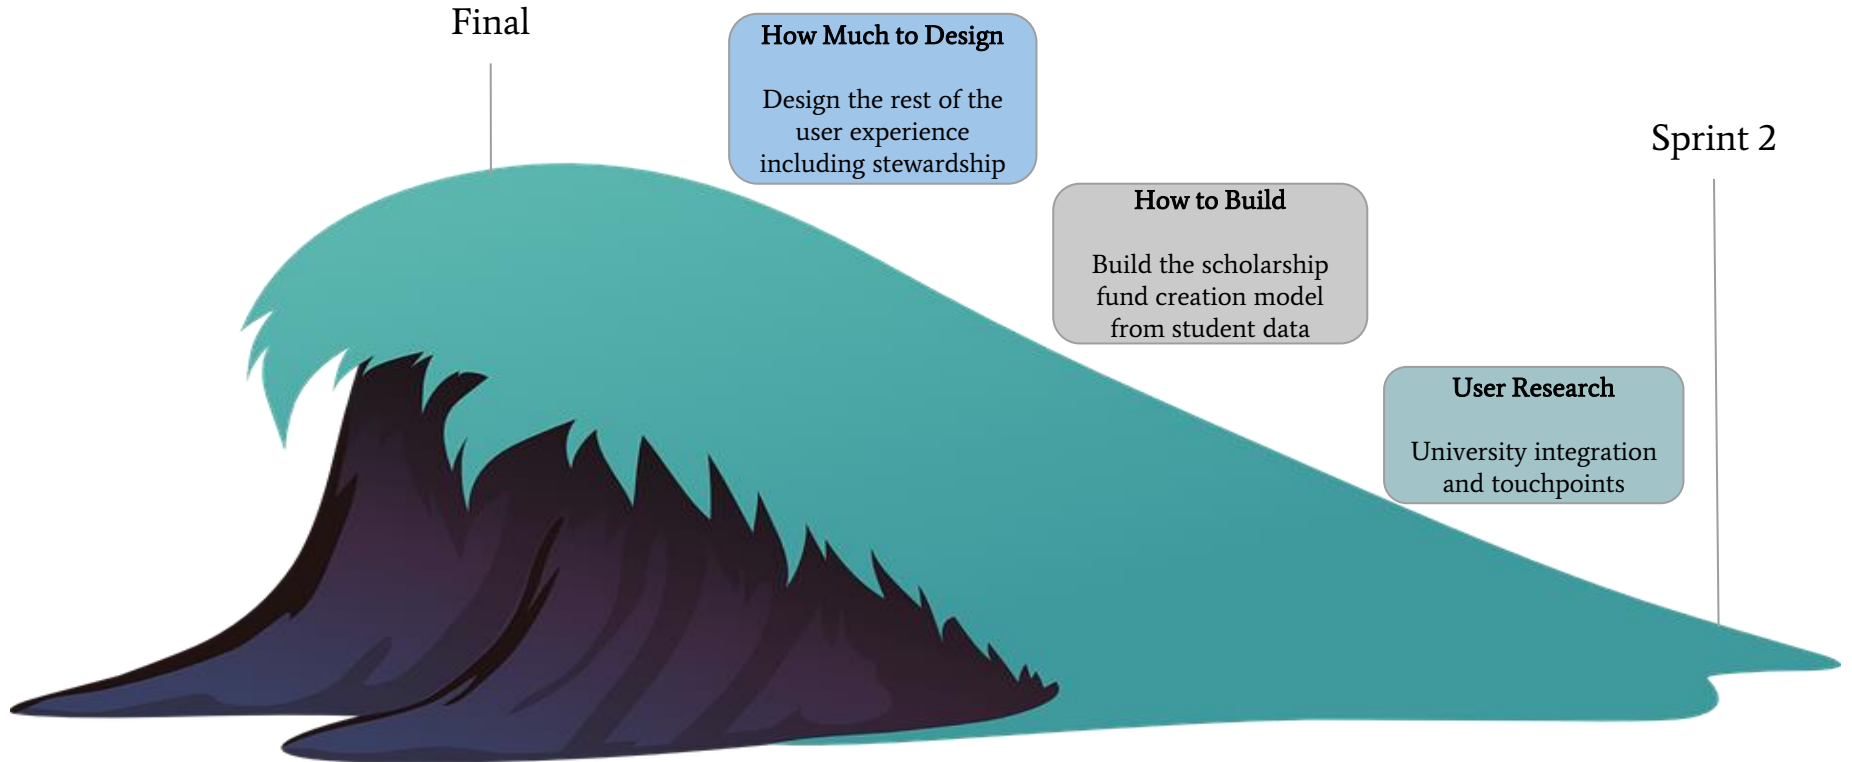 Final
How Much to Design
Design the rest of the
user experience
including stewardship
Sprint 2
How to Build
Build the scholarship
fund creation model
from student data
User Research
University integration
and touchpoints